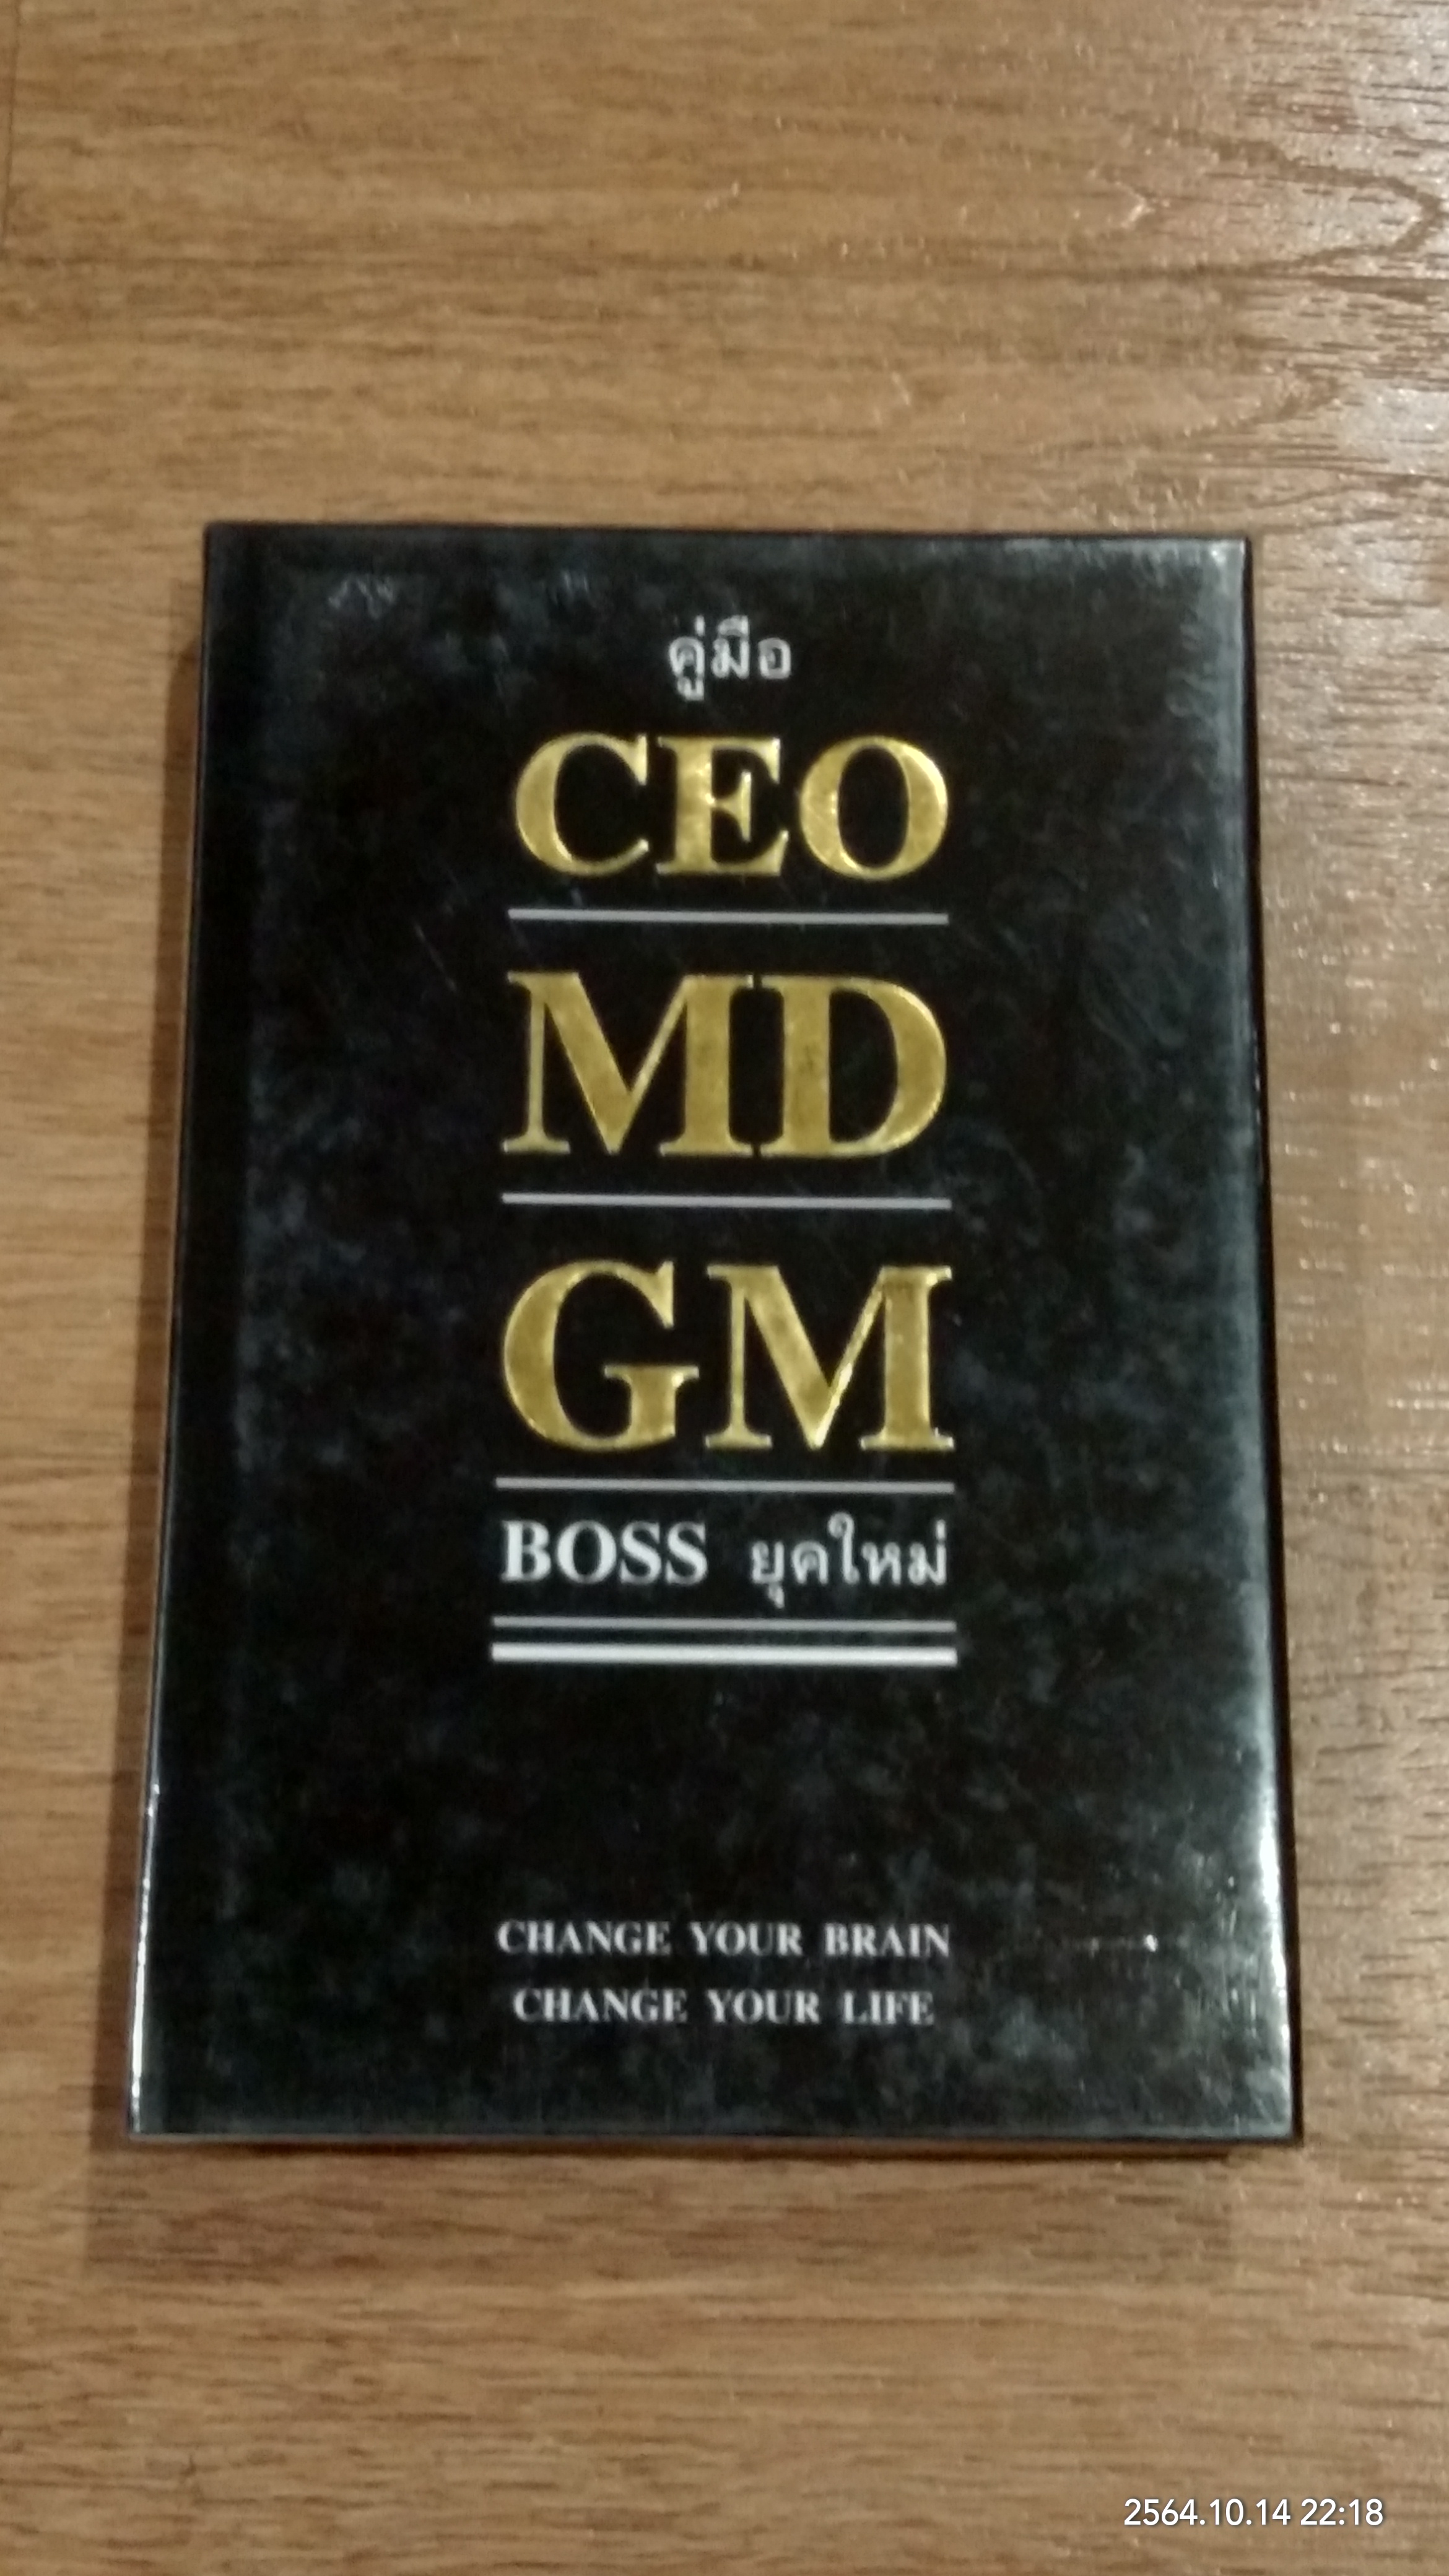 คู่มือ
CEO
MD
GM
BOSS ยุคใหม่
CHANGE YOUR BRAIN
CHANGE YOUR LIFE
2564.10.14 22:18